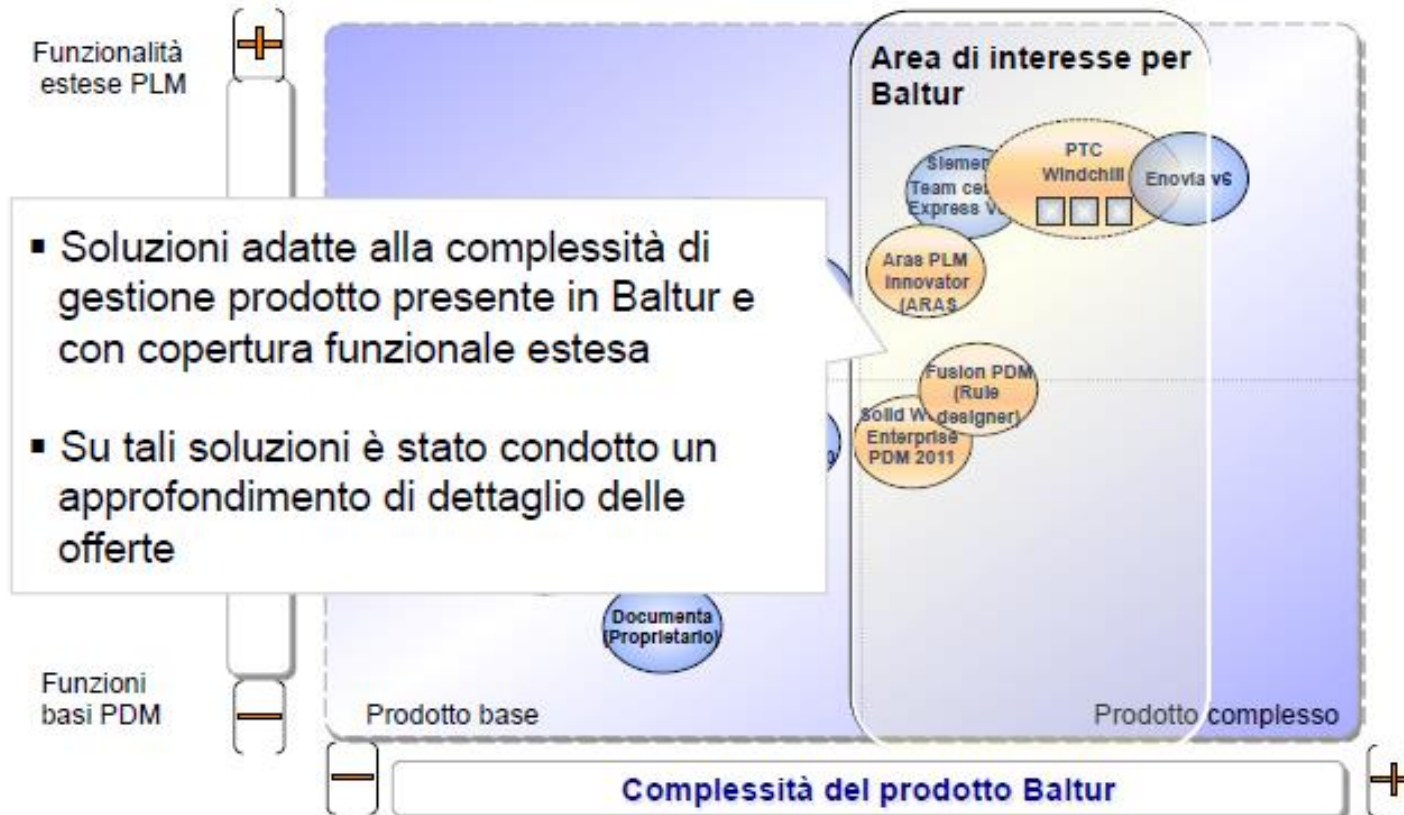 Funzionalità
estese PLM
Area di interesse per
Baltur
PTC
Windchill
Team
Express
Enovia v6
Aras PLM
Innovator
(ARAS
▪ Soluzioni adatte alla complessità di
gestione prodotto presente in Baltur e
con copertura funzionale estesa
▪ Su tali soluzioni è stato condotto un
approfondimento di dettaglio delle
offerte
Fusion PDM
(Rule
designer)
Solid
Enterprise
PDM 2011
Documenta
(Proprietario)
Funzioni
basi PDM
Prodotto base
Prodotto complesso
Complessità del prodotto Baltur